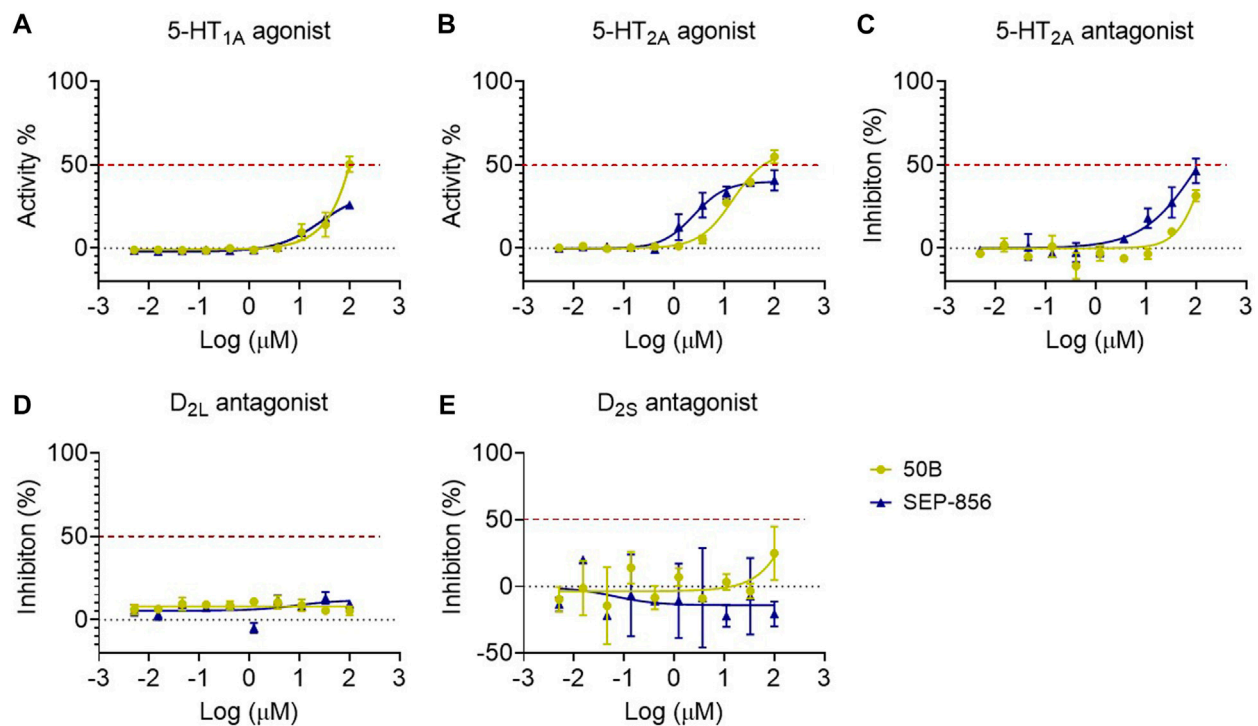 A
5-HT1A agonist
100
50
0
Activity %
-3 -2 -1 0 1 2 3
Log (μM)
B
5-HT2A agonist
100
50
0
Activity %
-3 -2 -1 0 1 2 3
Log (μM)
C
5-HT2A antagonist
100
50
0
Inhibiton (%)
-3 -2 -1 0 1 2 3
Log (μM)
D
D2L antagonist
100
50
0
Inhibiton (%)
-3 -2 -1 0 1 2 3
Log (μM)
E
D2S antagonist
100
50
0
-50
Inhibiton (%)
-3 -2 -1 0 1 2 3
Log (μM)
50B
SEP-856